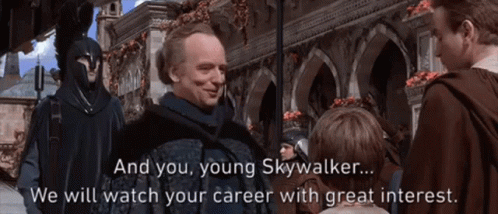 And you, young Skywalker...
We will watch your career with great interest.